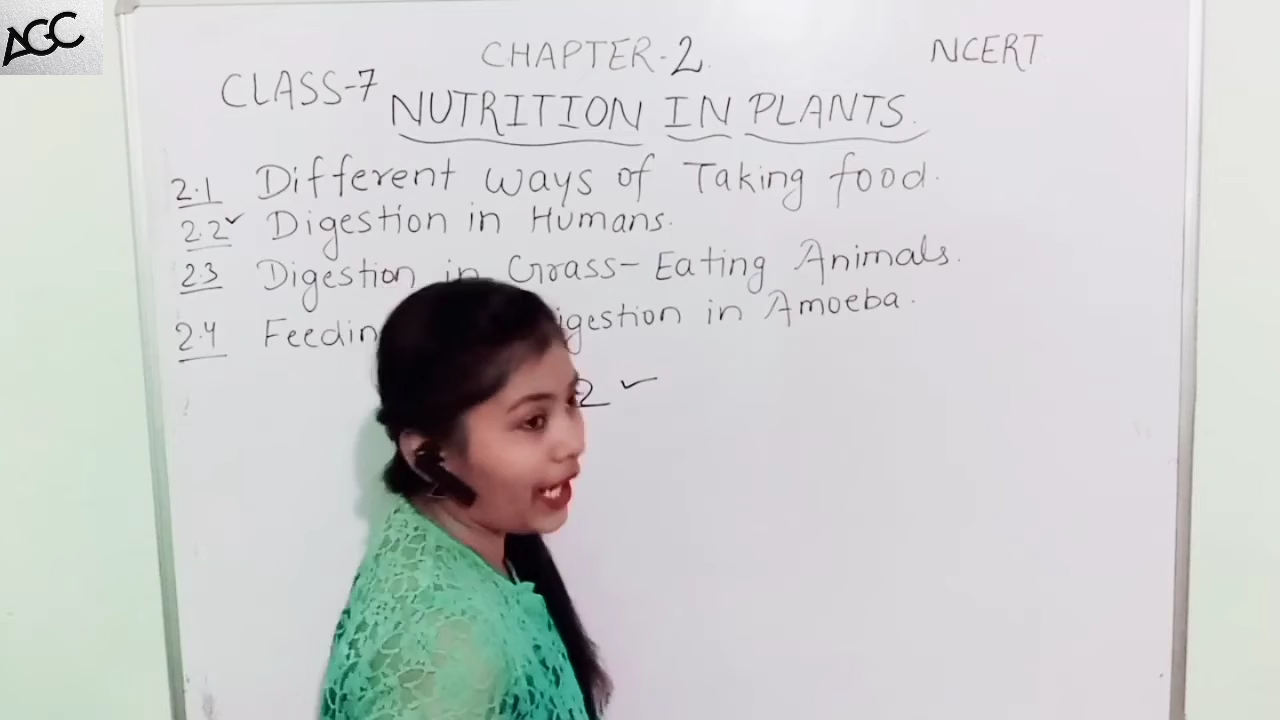 AGC
CHAPTER-2.
NCERT
CLASS-7
NUTRITION IN PLANTS.
2.1 Different ways of Taking food.
2.2 ✓ Digestion in Humans.
2.3 Digestion in Grass-Eating Animals.
2.4 Feedin igestion in Amoeba.
2 ✓